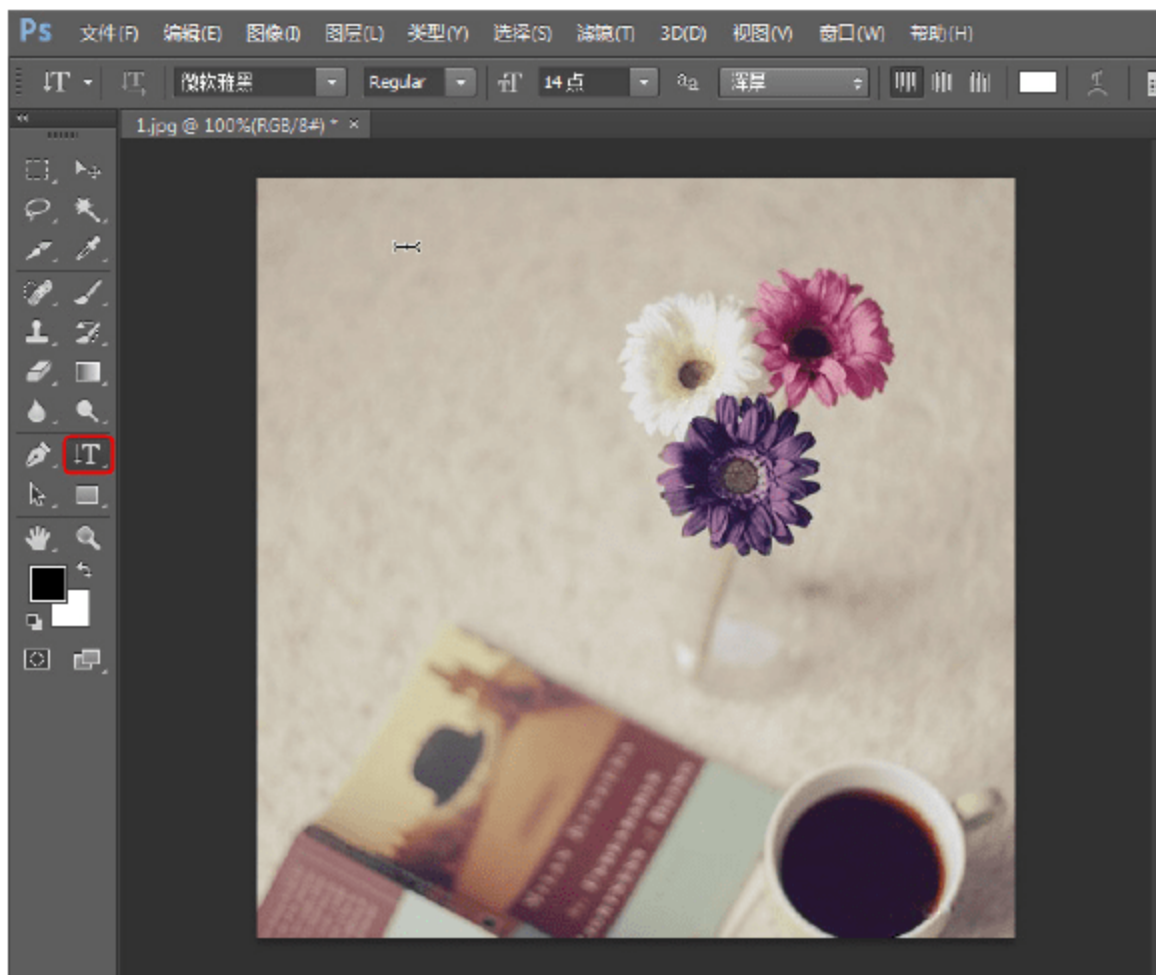 Ps 文件(F) 编辑(E) 图像(I) 图层(L) 类型(Y) 选择(S) 滤镜(T) 3D(D) 视图(V) 窗口(W) 帮助(H)
T T 微软雅黑 Regular T 14点 aa 浑厚
1.jpg @ 100%(RGB/8#) * ×
T